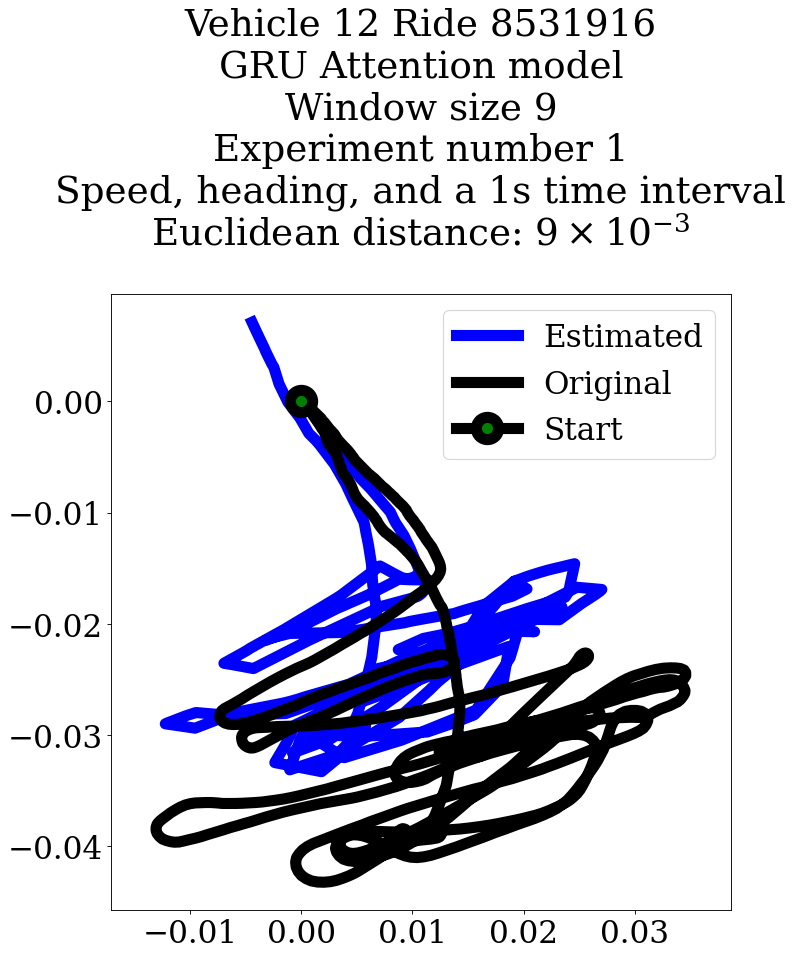 Vehicle 12 Ride 8531916
GRU Attention model
Window size 9
Experiment number 1
Speed, heading, and a 1s time interval
Euclidean distance: 9 × 10⁻³
Estimated
Original
Start
0.00
−0.01
−0.02
−0.03
−0.04
−0.01 0.00 0.01 0.02 0.03